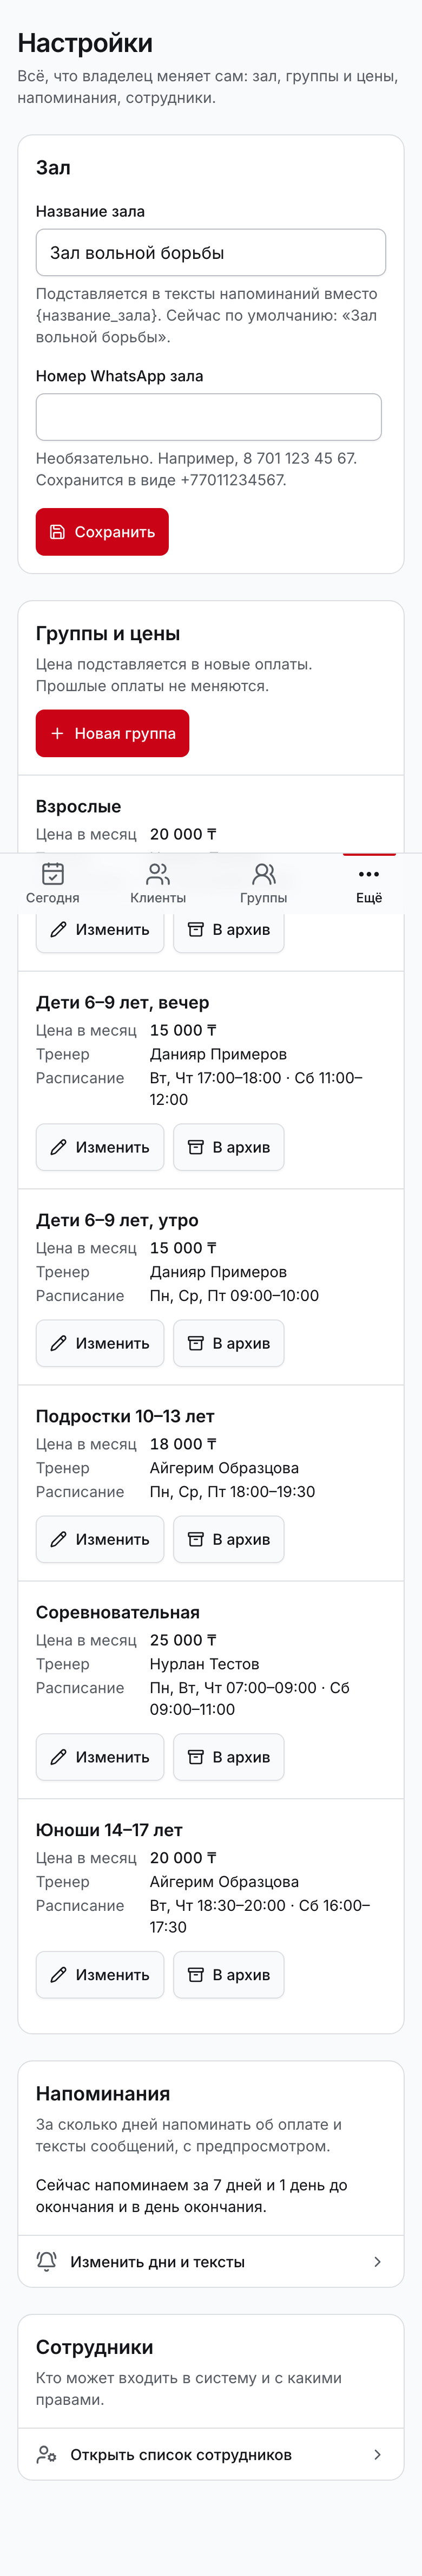 Настройки
Всё, что владелец меняет сам: зал, группы и цены,
напоминания, сотрудники.
Зал
Название зала
Зал вольной борьбы
Подставляется в тексты напоминаний вместо
{название_зала}. Сейчас по умолчанию: «Зал
вольной борьбы».
Номер WhatsApp зала
Необязательно. Например, 8 701 123 45 67.
Сохранится в виде +77011234567.
Сохранить
Группы и цены
Цена подставляется в новые оплаты.
Прошлые оплаты не меняются.
Новая группа
Взрослые
Цена в месяц 20 000 ₸
Сегодня Клиенты Группы Ещё
Изменить В архив
Дети 6–9 лет, вечер
Цена в месяц 15 000 ₸
Тренер Данияр Примеров
Расписание Вт, Чт 17:00–18:00 · Сб 11:00–
12:00
Изменить В архив
Дети 6–9 лет, утро
Цена в месяц 15 000 ₸
Тренер Данияр Примеров
Расписание Пн, Ср, Пт 09:00–10:00
Изменить В архив
Подростки 10–13 лет
Цена в месяц 18 000 ₸
Тренер Айгерим Образцова
Расписание Пн, Ср, Пт 18:00–19:30
Изменить В архив
Соревновательная
Цена в месяц 25 000 ₸
Тренер Нурлан Тестов
Расписание Пн, Вт, Чт 07:00–09:00 · Сб
09:00–11:00
Изменить В архив
Юноши 14–17 лет
Цена в месяц 20 000 ₸
Тренер Айгерим Образцова
Расписание Вт, Чт 18:30–20:00 · Сб 16:00–
17:30
Изменить В архив
Напоминания
За сколько дней напоминать об оплате и
тексты сообщений, с предпросмотром.
Сейчас напоминаем за 7 дней и 1 день до
окончания и в день окончания.
Изменить дни и тексты
Сотрудники
Кто может входить в систему и с какими
правами.
Открыть список сотрудников